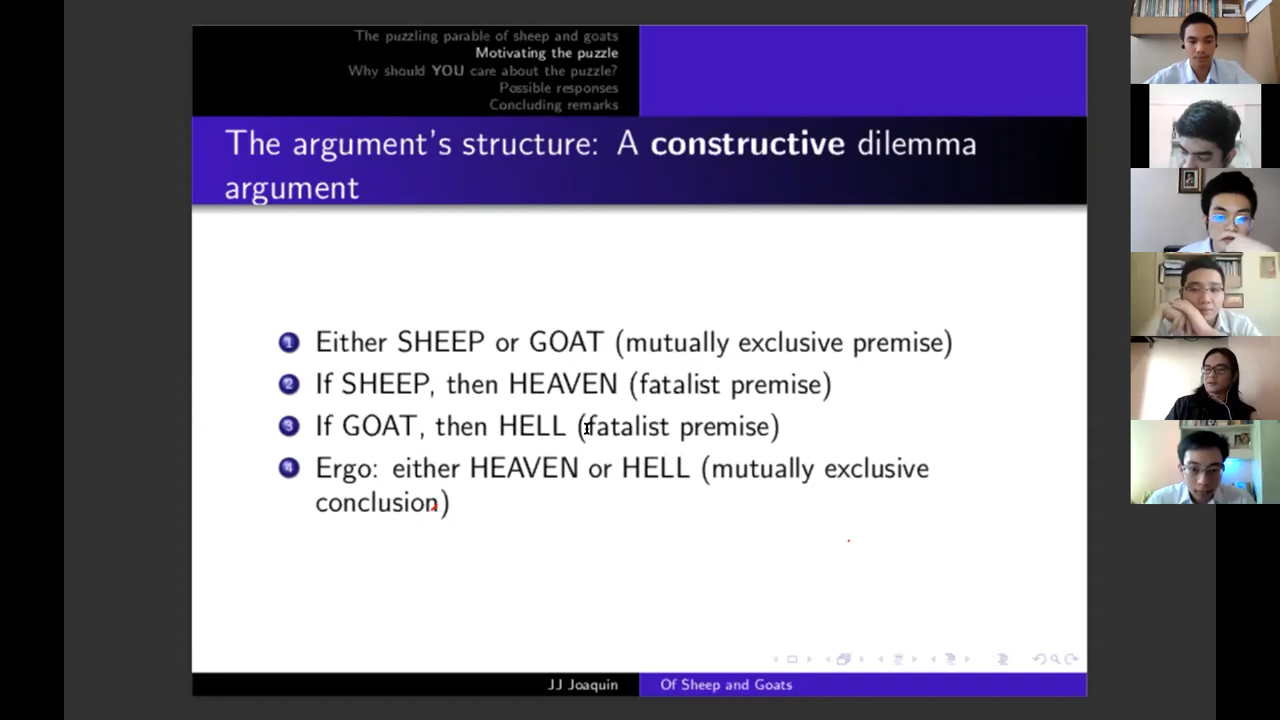 The puzzling parable of sheep and goats
Motivating the puzzle
Why should YOU care about the puzzle?
Possible responses
Concluding remarks
The argument's structure: A constructive dilemma
argument
1 Either SHEEP or GOAT (mutually exclusive premise)
2 If SHEEP, then HEAVEN (fatalist premise)
3 If GOAT, then HELL (fatalist premise)
4 Ergo: either HEAVEN or HELL (mutually exclusive
conclusion)
JJ Joaquin
Of Sheep and Goats